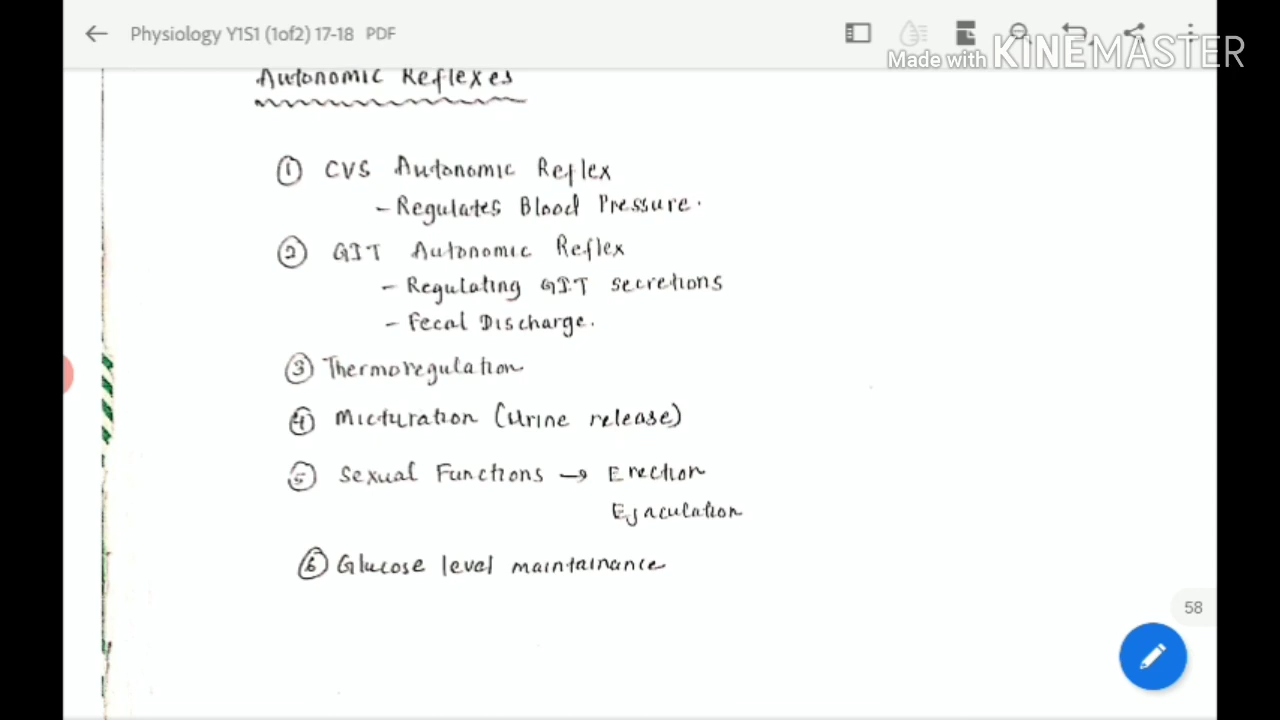 Physiology Y1S1 (1of2) 17-18 PDF
Made with KINEMASTER
Autonomic Reflexes
1 CVS Autonomic Reflex
- Regulates Blood Pressure.
2 GIT Autonomic Reflex
- Regulating GIT secretions
- Fecal Discharge.
3 Thermoregulation
4 Micturation (Urine release)
5 Sexual Functions → Erection
Ejaculation
6 Glucose level maintainance
58